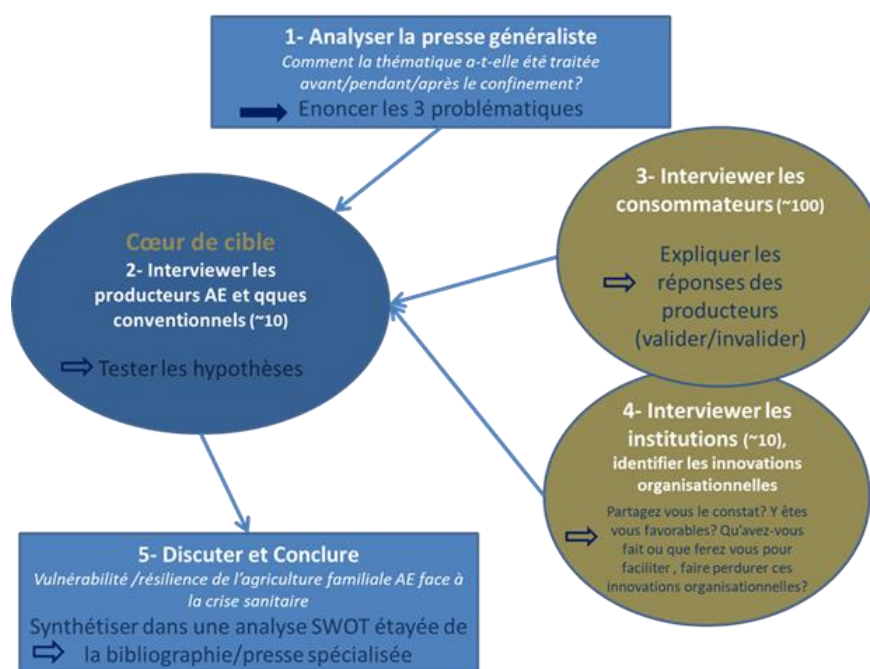 1- Analyser la presse généraliste
Comment la thématique a-t-elle été traitée
avant/pendant/après le confinement?
Enoncer les 3 problématiques
Cœur de cible
2- Interviewer les
producteurs AE et qques
conventionnels (~10)
Tester les hypothèses
3- Interviewer les
consommateurs (~100)
Expliquer les
réponses des
producteurs
(valider/invalider)
4- Interviewer les
institutions (~10),
identifier les innovations
organisationnelles
Partagez vous le constat? Y êtes
vous favorables? Qu'avez-vous
fait ou que ferez vous pour
faciliter , faire perdurer ces
innovations organisationnelles?
5- Discuter et Conclure
Vulnérabilité /résilience de l'agriculture familiale AE face à
la crise sanitaire
Synthétiser dans une analyse SWOT étayée de
la bibliographie/presse spécialisée